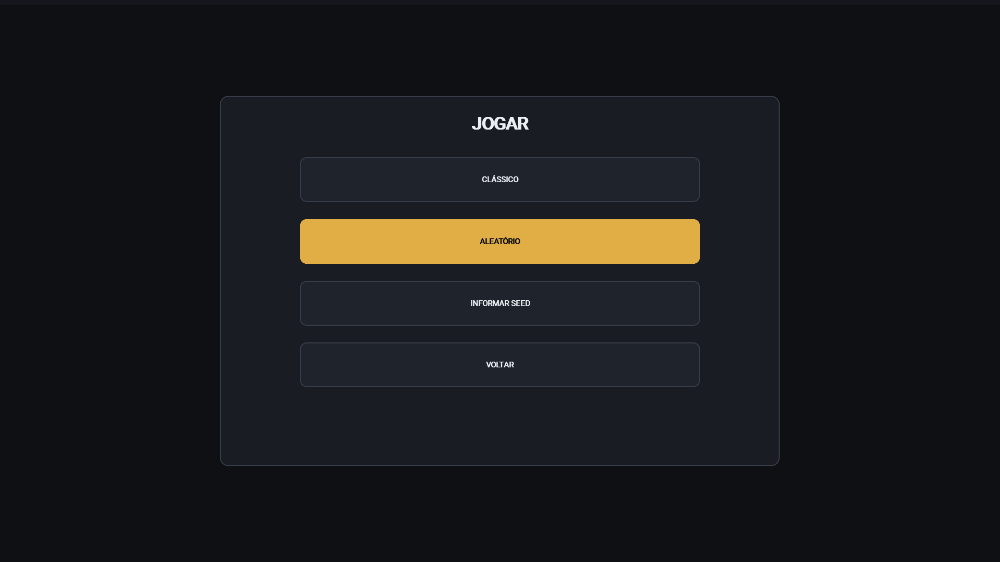 JOGAR
CLÁSSICO
ALEATÓRIO
INFORMAR SEED
VOLTAR